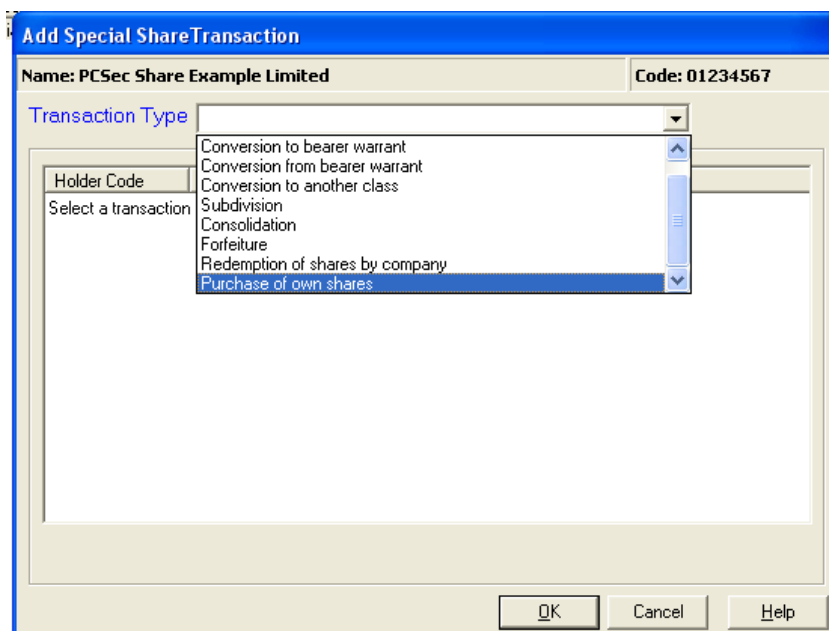 Add Special ShareTransaction
Name: PCSec Share Example Limited Code: 01234567
Transaction Type
Conversion to bearer warrant
Conversion from bearer warrant
Conversion to another class
Subdivision
Consolidation
Forfeiture
Redemption of shares by company
Purchase of own shares
Holder Code
Select a transaction
OK Cancel Help